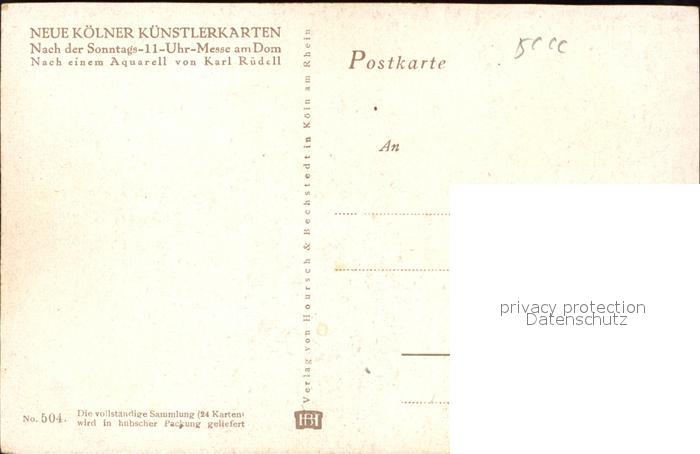 NEUE KÖLNER KÜNSTLERKARTEN
Nach der Sonntags-11-Uhr-Messe am Dom
Nach einem Aquarell von Karl Rüdell
Postkarte
An
Verlag von Hoursch & Bechstedt in Köln am Rhein
privacy protection
Datenschutz
No. 504.
Die vollständige Sammlung (24 Karten)
wird in hübscher Packung geliefert